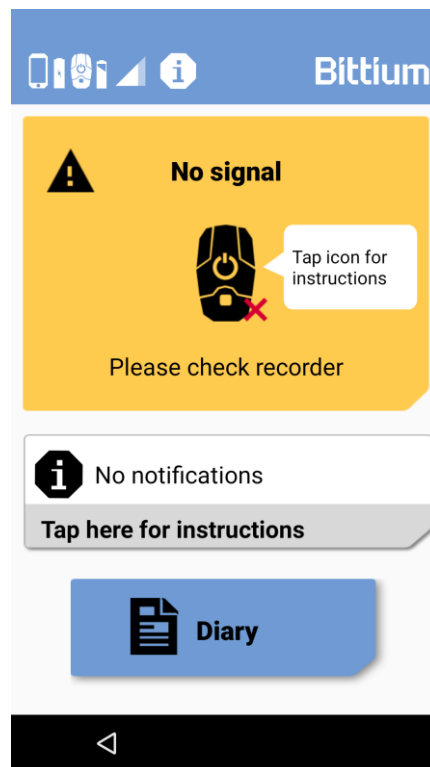 Bittium
No signal
Tap icon for
instructions
Please check recorder
No notifications
Tap here for instructions
Diary